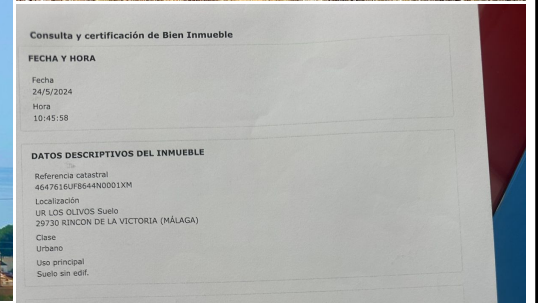 Consulta y certificación de Bien Inmueble
FECHA Y HORA
Fecha
24/5/2024
Hora
10:45:58
DATOS DESCRIPTIVOS DEL INMUEBLE
Referencia catastral
4647616UF8644N0001XM
Localización
UR LOS OLIVOS Suelo
29730 RINCON DE LA VICTORIA (MÁLAGA)
Clase
Urbano
Uso principal
Suelo sin edif.